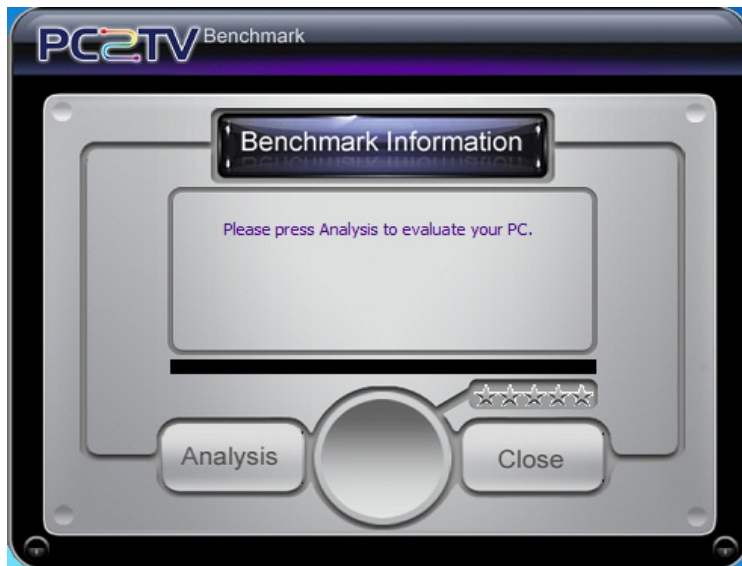 PC2TV Benchmark
Benchmark Information
Please press Analysis to evaluate your PC.
Analysis
Close